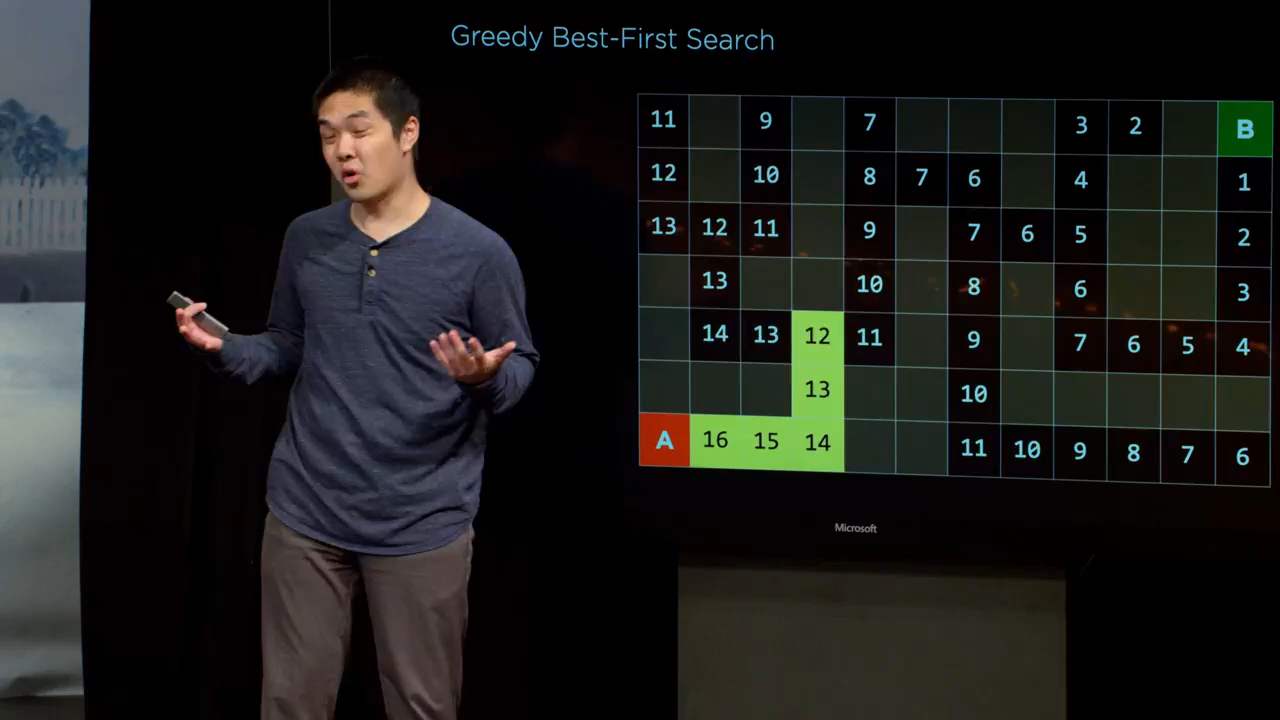 Greedy Best-First Search
11 9 7 3 2 B
12 10 8 7 6 4 1
13 12 11 9 7 6 5 2
13 10 8 6 3
14 13 12 11 9 7 6 5 4
13 10
A 16 15 14 11 10 9 8 7 6
Microsoft